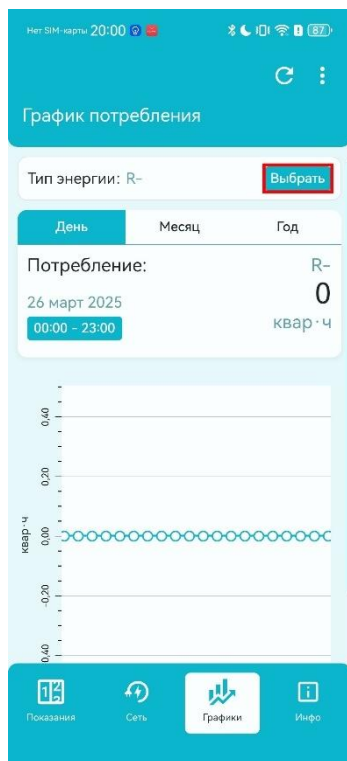 Нет SIM-карты 20:00 87
График потребления
Тип энергии: R- Выбрать
День Месяц Год
Потребление: R-
26 март 2025 0
00:00 - 23:00 квар·ч
0,40
0,20
квар·ч
0,00
-0,20
0,40
Показания Сеть Графики Инфо